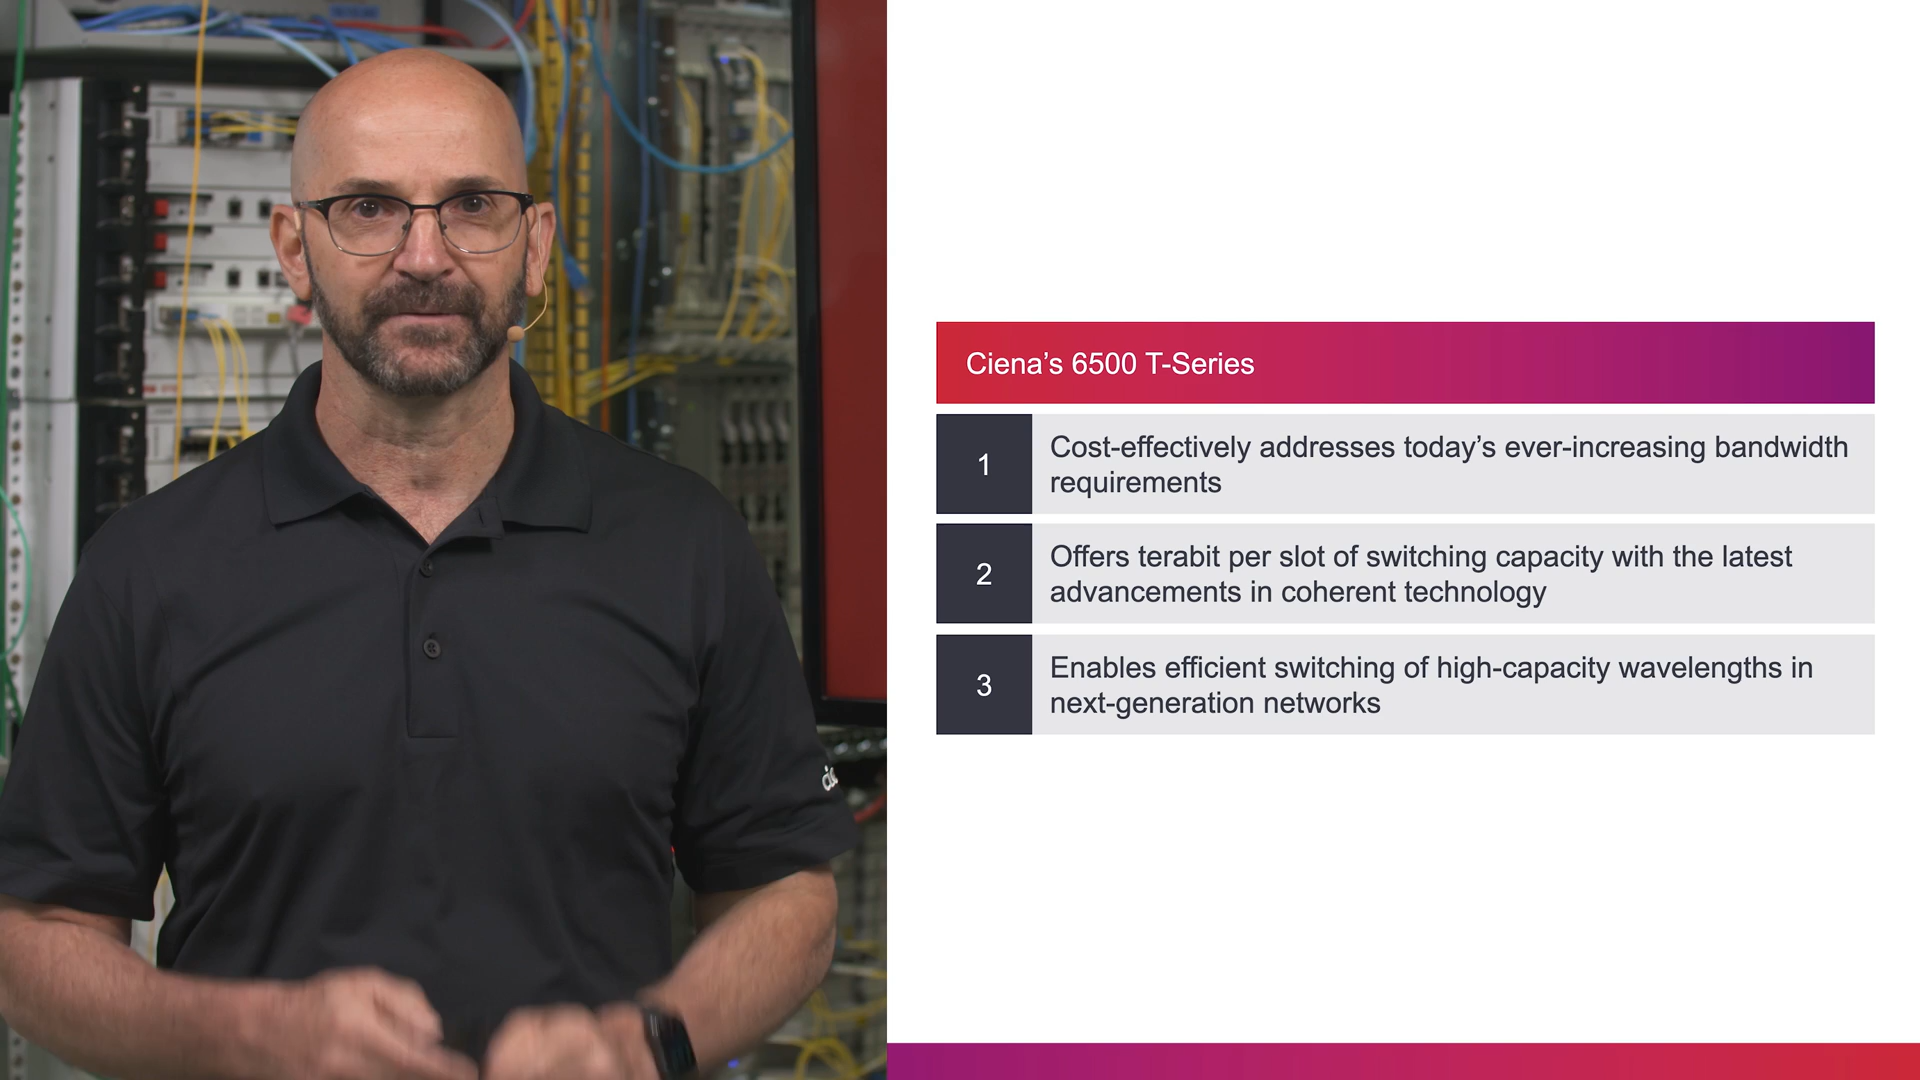 Ciena’s 6500 T-Series
1
Cost-effectively addresses today’s ever-increasing bandwidth
requirements
2
Offers terabit per slot of switching capacity with the latest
advancements in coherent technology
3
Enables efficient switching of high-capacity wavelengths in
next-generation networks